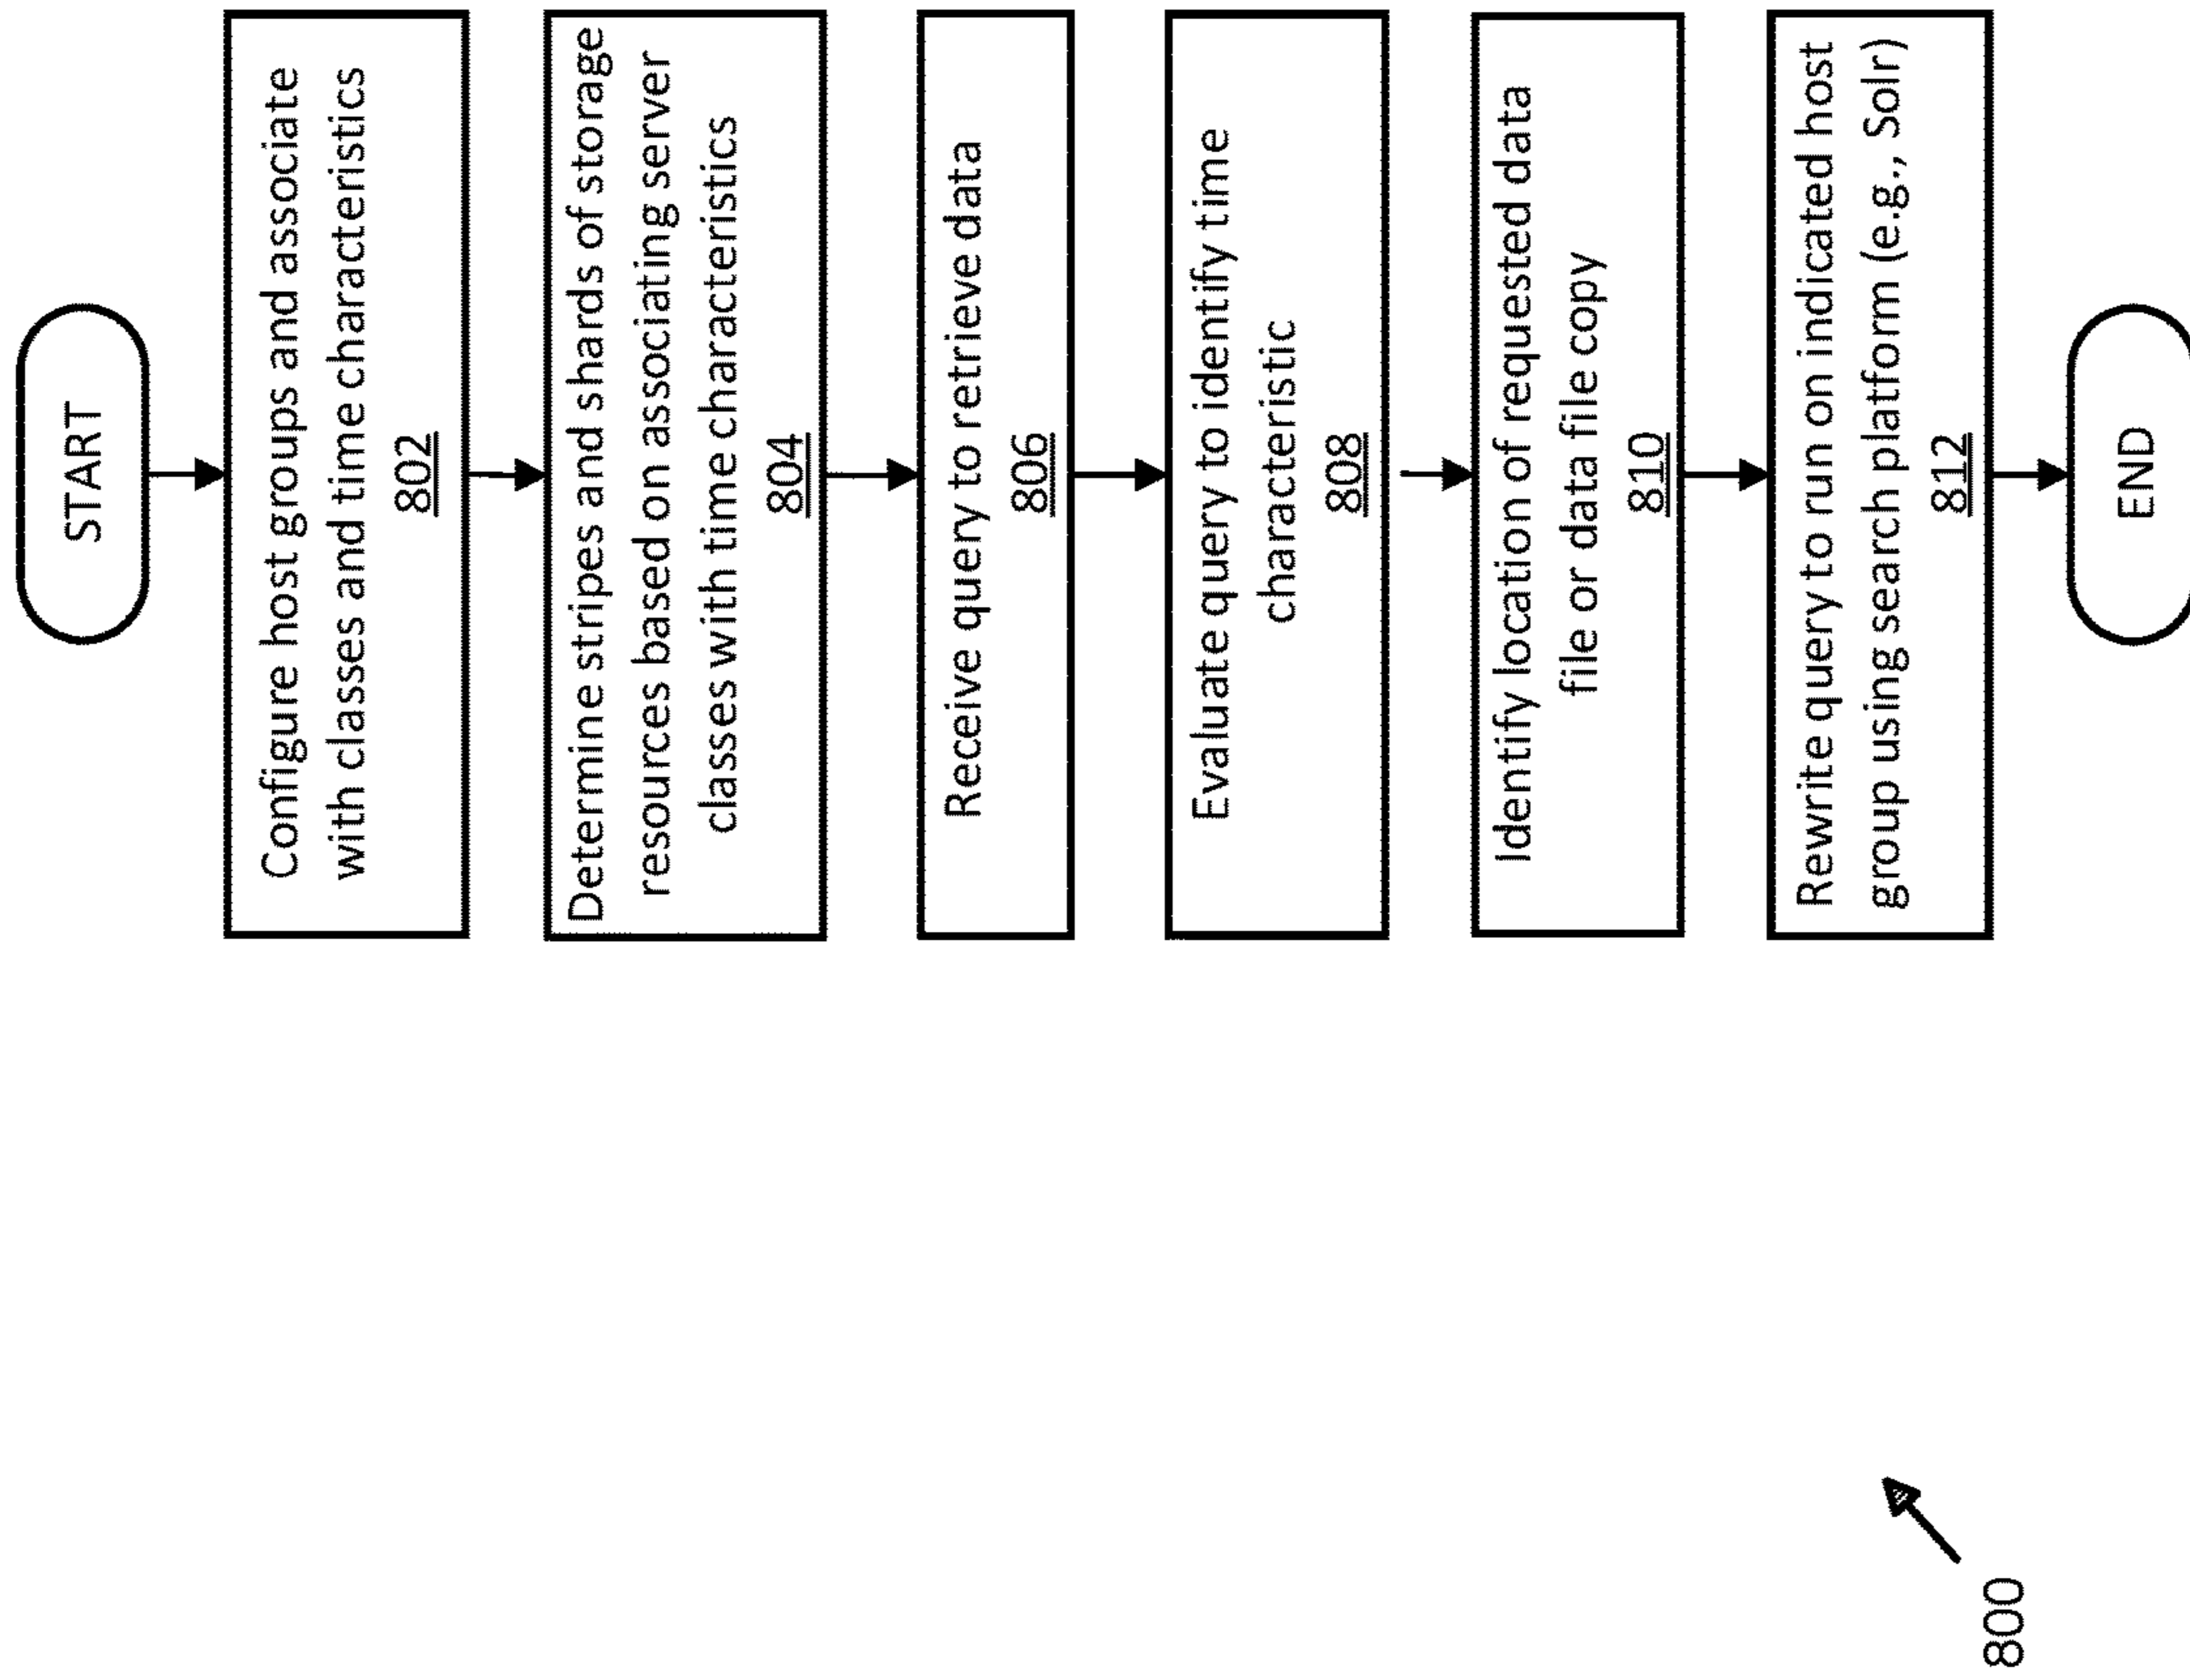 START
Configure host groups and associate
with classes and time characteristics
802
Determine stripes and shards of storage
resources based on associating server
classes with time characteristics
804
Receive query to retrieve data
806
Evaluate query to identify time
characteristic
808
Identify location of requested data
file or data file copy
810
Rewrite query to run on indicated host
group using search platform (e.g., Solr)
812
END
800